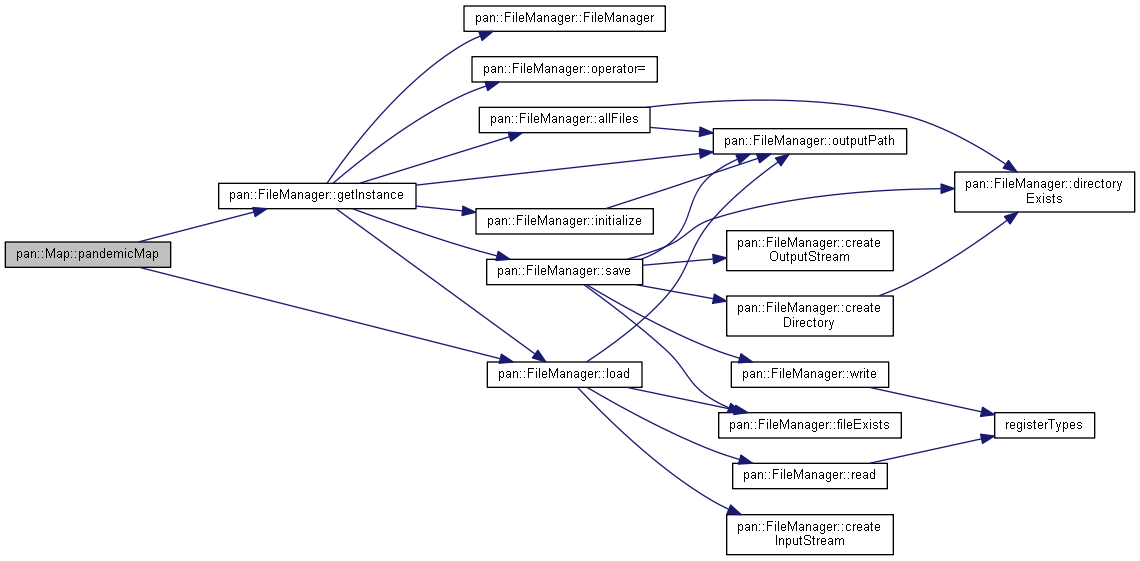 pan::FileManager::FileManager
pan::FileManager::operator=
pan::FileManager::allFiles
pan::FileManager::outputPath
pan::FileManager::getInstance
pan::FileManager::directory
Exists
pan::FileManager::initialize
pan::Map::pandemicMap
pan::FileManager::create
OutputStream
pan::FileManager::save
pan::FileManager::create
Directory
pan::FileManager::load
pan::FileManager::write
pan::FileManager::fileExists
registerTypes
pan::FileManager::read
pan::FileManager::create
InputStream